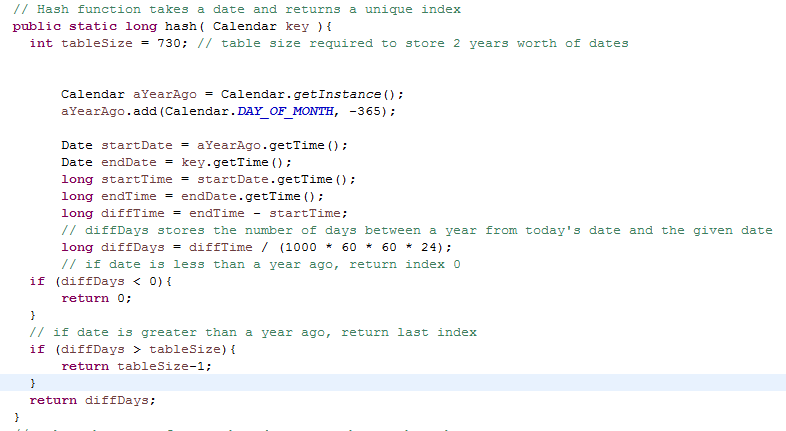 // Hash function takes a date and returns a unique index
public static long hash( Calendar key ){
int tableSize = 730; // table size required to store 2 years worth of dates
Calendar aYearAgo = Calendar.getInstance();
aYearAgo.add(Calendar.DAY_OF_MONTH, -365);
Date startDate = aYearAgo.getTime();
Date endDate = key.getTime();
long startTime = startDate.getTime();
long endTime = endDate.getTime();
long diffTime = endTime - startTime;
// diffDays stores the number of days between a year from today's date and the given date
long diffDays = diffTime / (1000 * 60 * 60 * 24);
// if date is less than a year ago, return index 0
if (diffDays < 0){
return 0;
}
// if date is greater than a year ago, return last index
if (diffDays > tableSize){
return tableSize-1;
}
return diffDays;
}